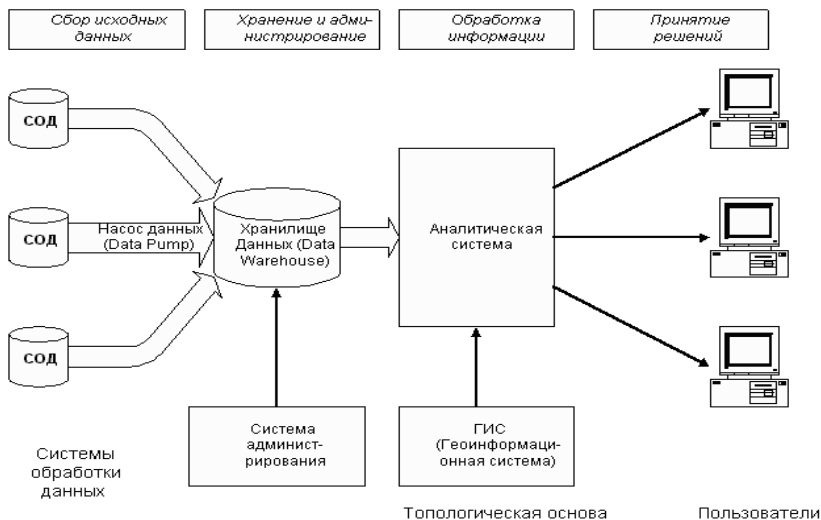 Сбор исходных
данных
Хранение и адми-
нистрирование
Обработка
информации
Принятие
решений
СОД
СОД
СОД
Насос данных
(Data Pump)
Хранилище
Данных (Data
Warehouse)
Аналитическая
система
Система
админист-
рирования
ГИС
(Геоинформаци-
онная система)
Системы
обработки
данных
Топологическая основа
Пользователи